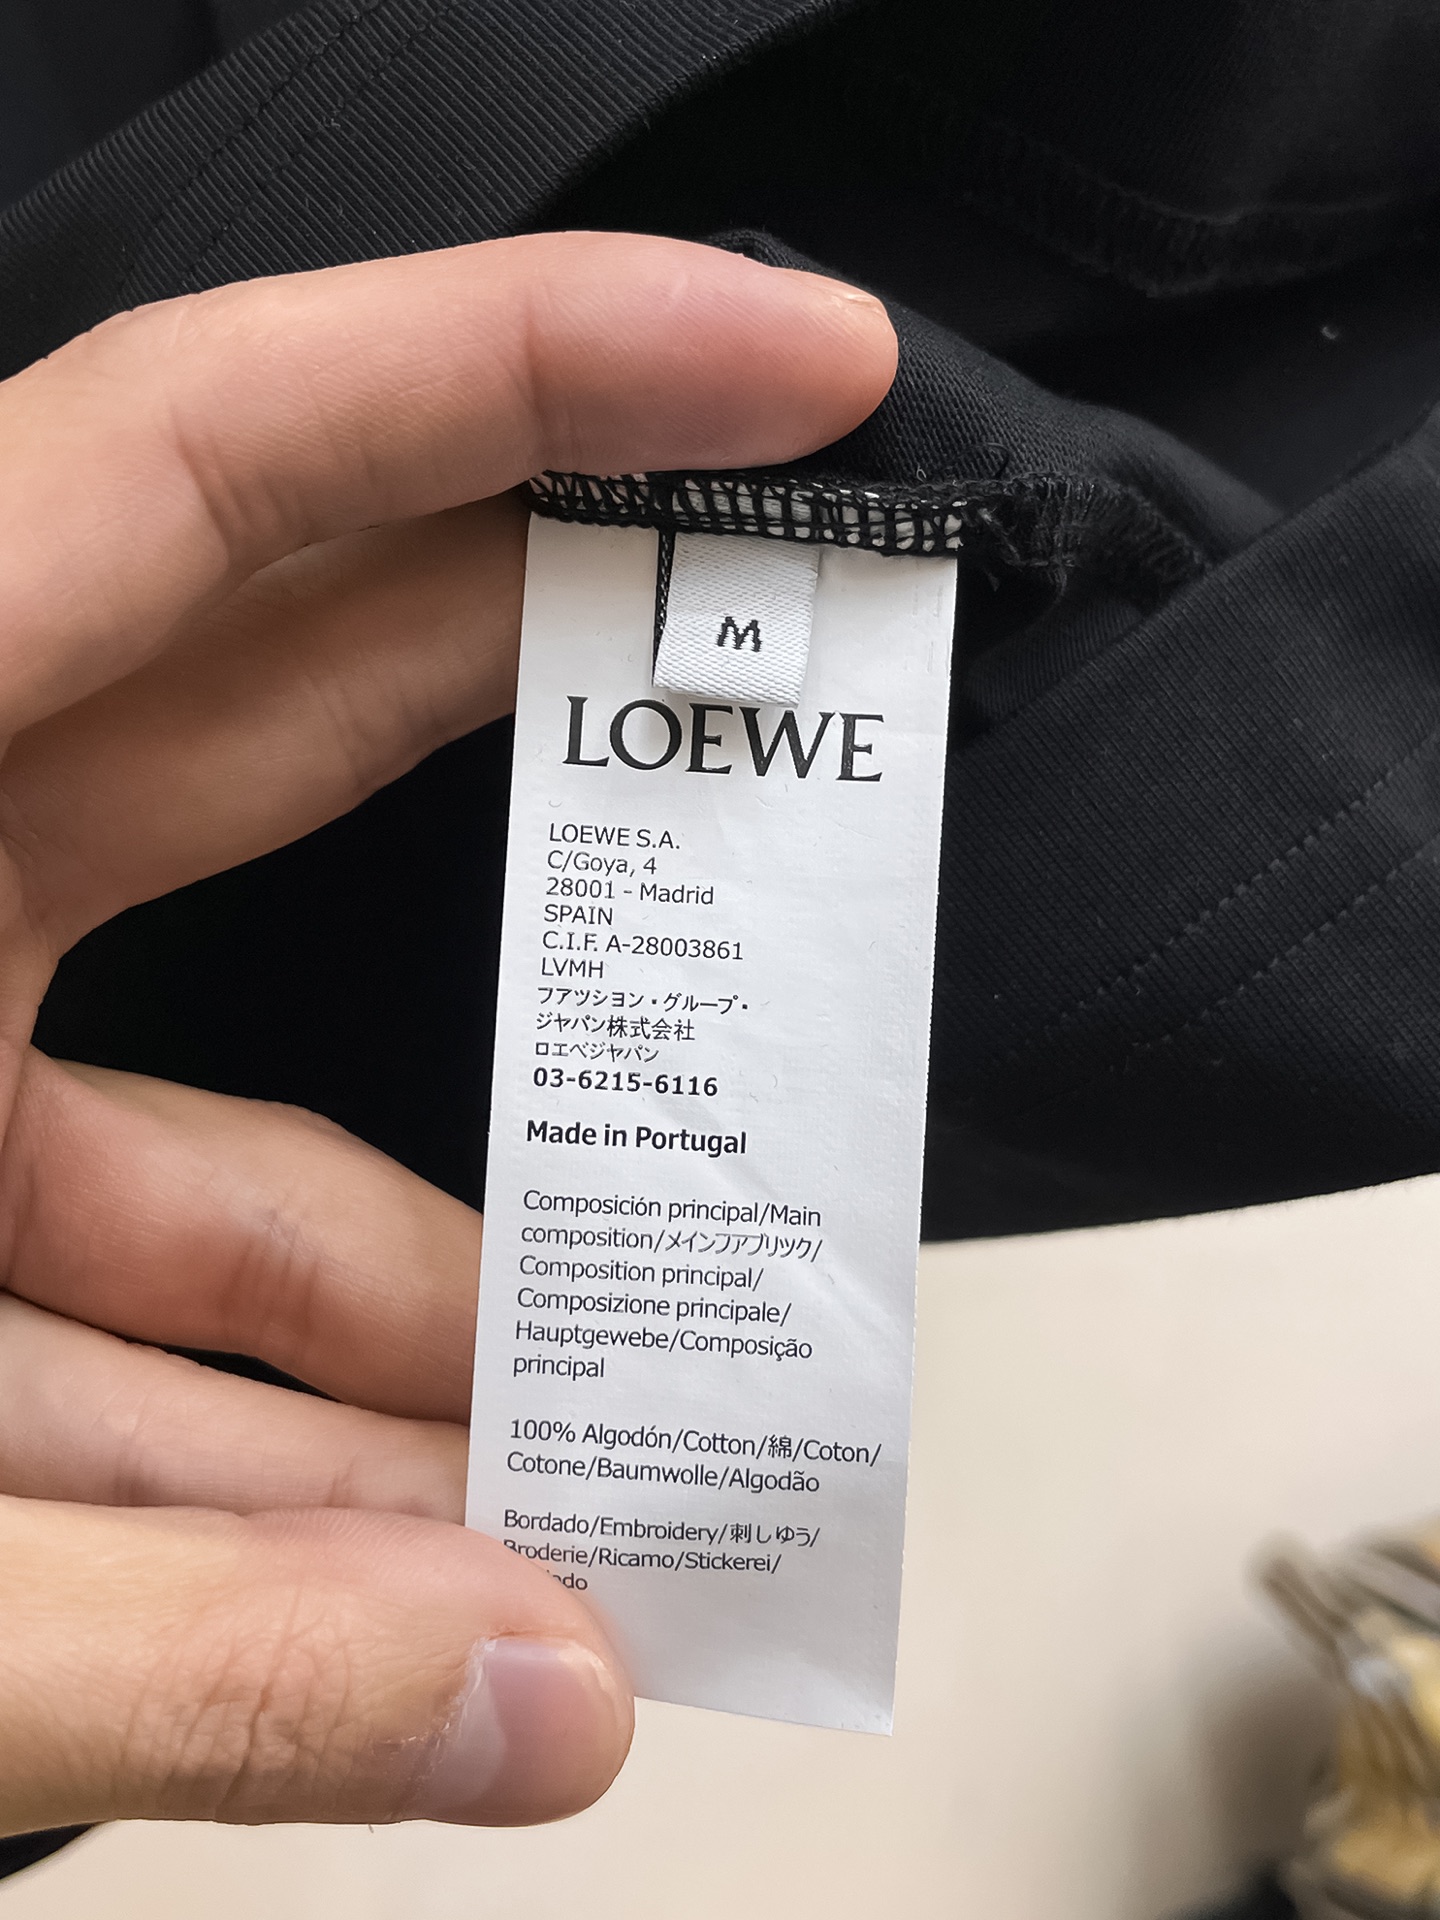 M
LOEWE
LOEWE S.A.
C/Goya, 4
28001 - Madrid
SPAIN
C.I.F. A-28003861
LVMH
フアツシヨン・グループ・
ジヤパン株式会社
ロエベジヤパン
03-6215-6116
Made in Portugal
Composición principal/Main
composition/メインファブリック/
Composition principal/
Composizione principale/
Hauptgewebe/Composição
principal
100% Algodón/Cotton/綿/Coton/
Cotone/Baumwolle/Algodão
Bordado/Embroidery/刺しゆう/
Broderie/Ricamo/Stickerei/